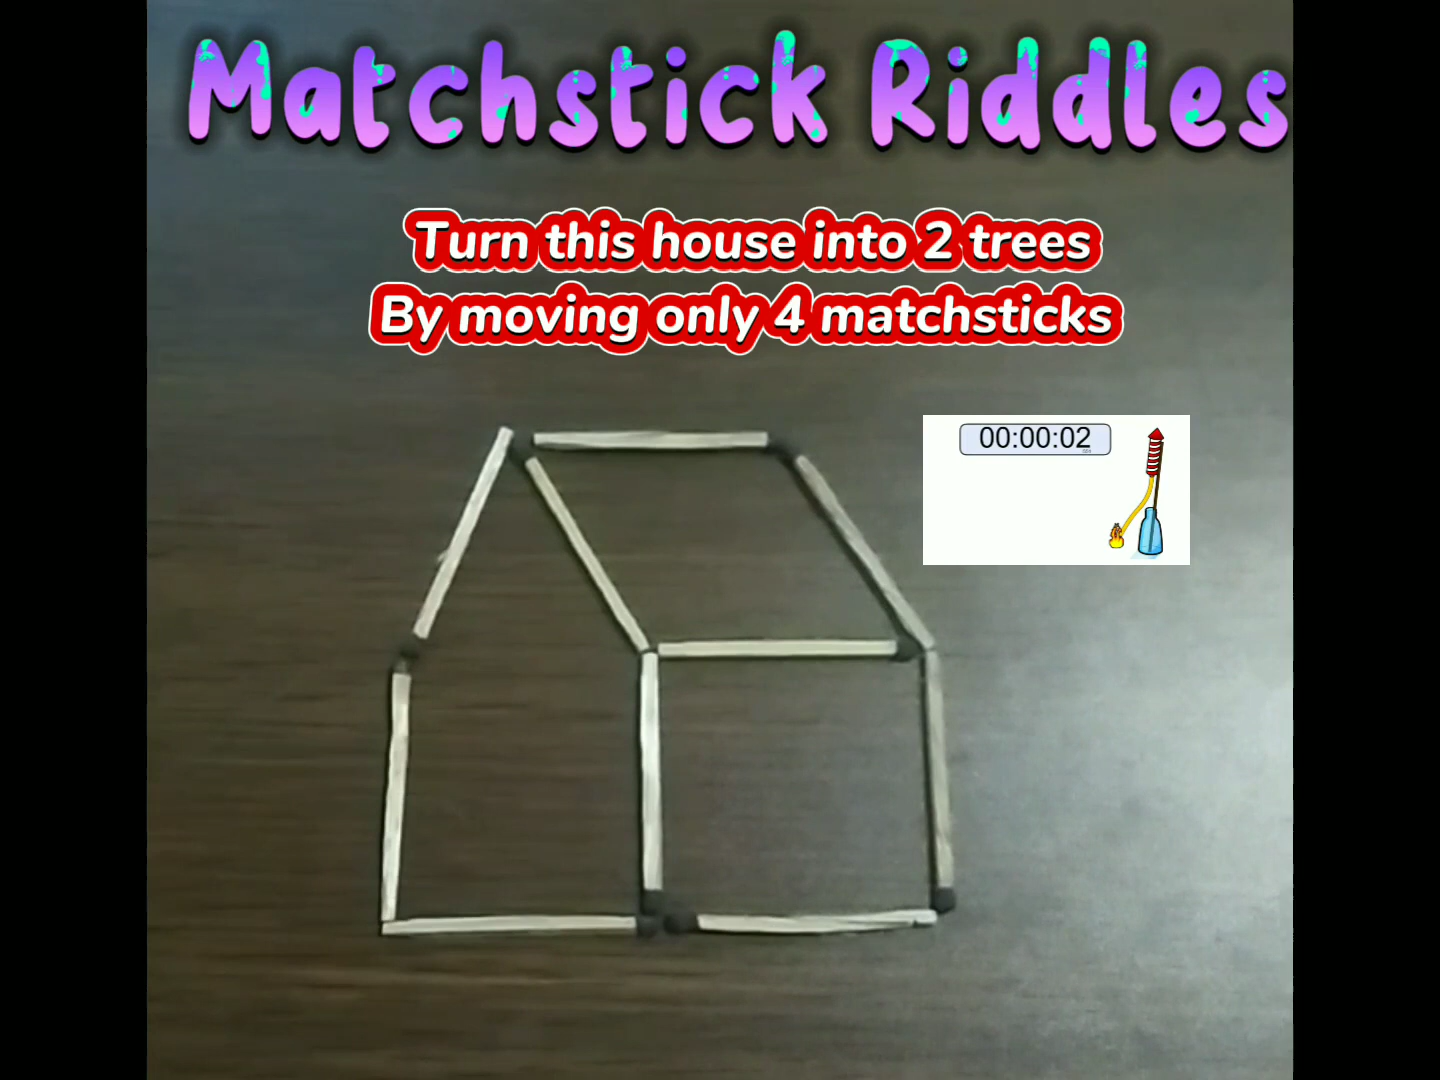 Matchstick Riddles
Turn this house into 2 trees
By moving only 4 matchsticks
00:00:02